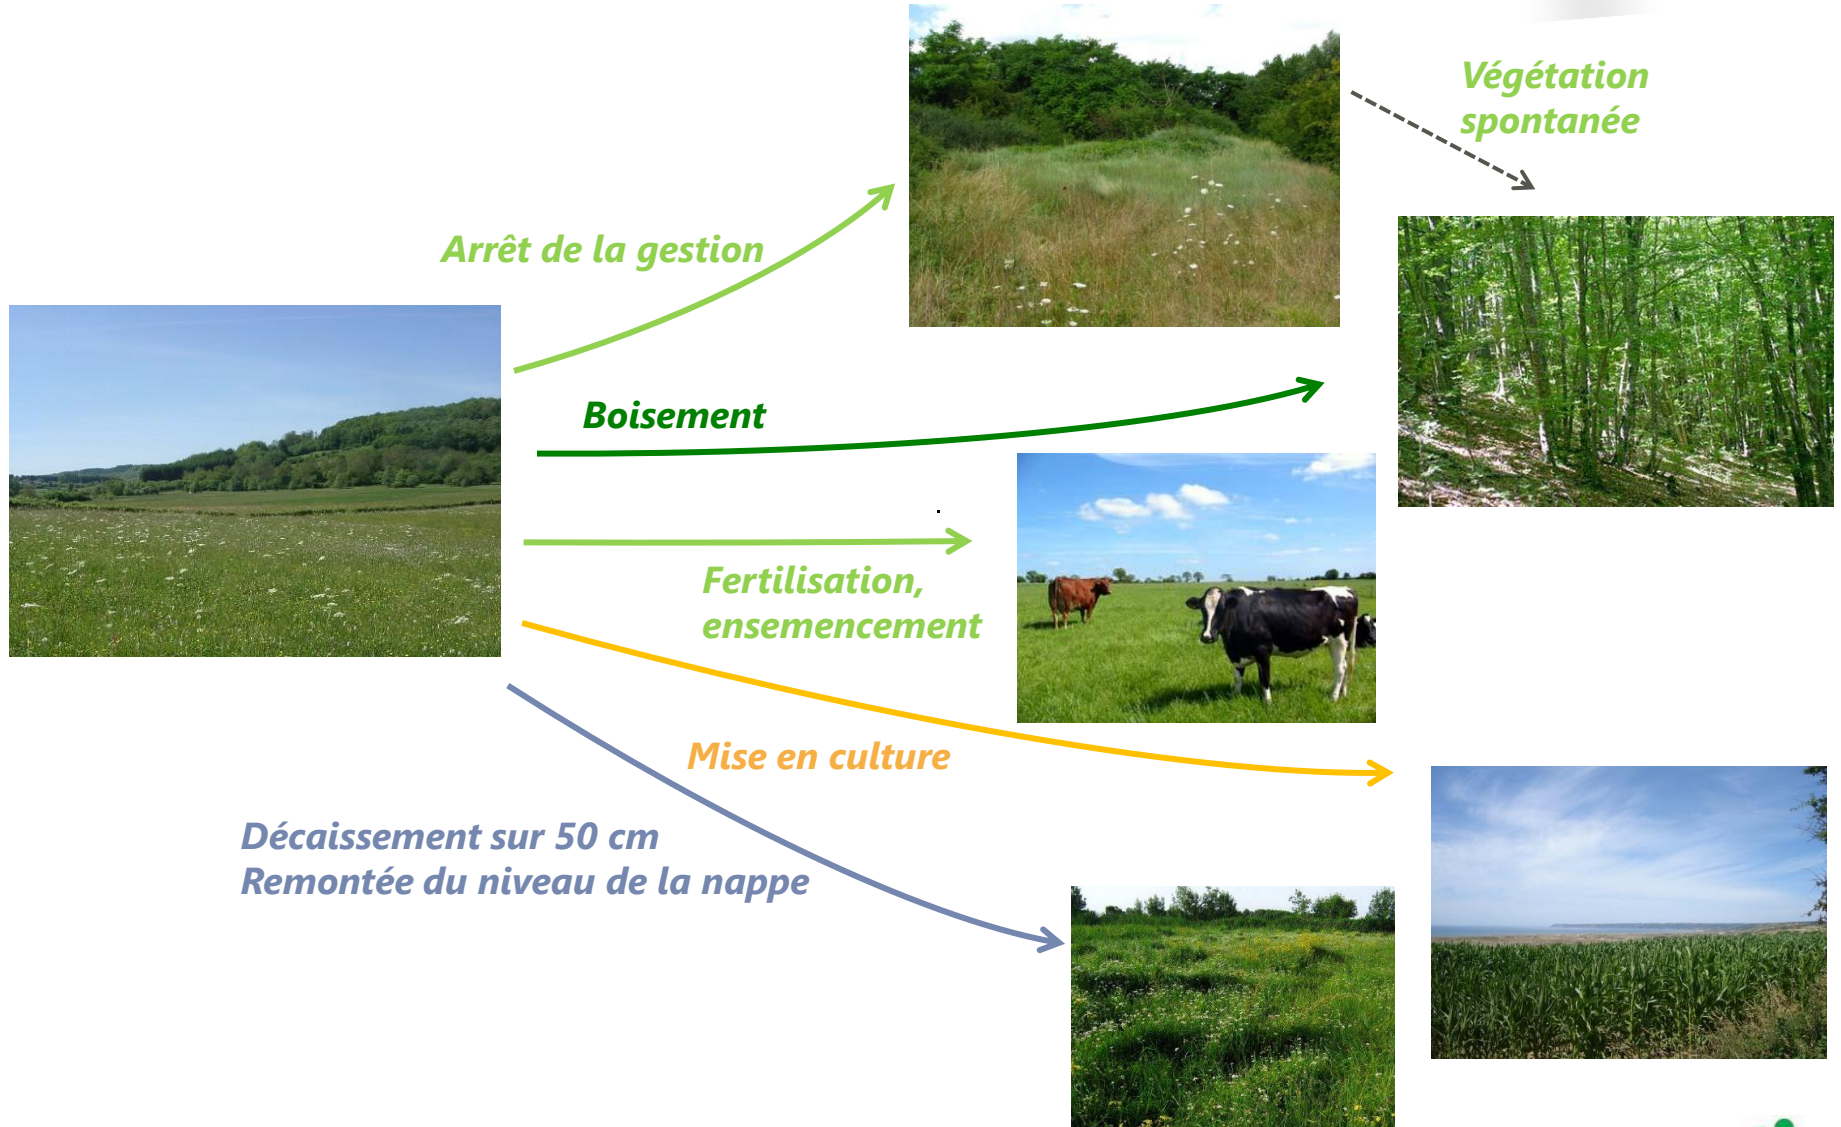 Végétation
spontanée
Arrêt de la gestion
Boisement
Fertilisation,
ensemencement
Mise en culture
Décaissement sur 50 cm
Remontée du niveau de la nappe